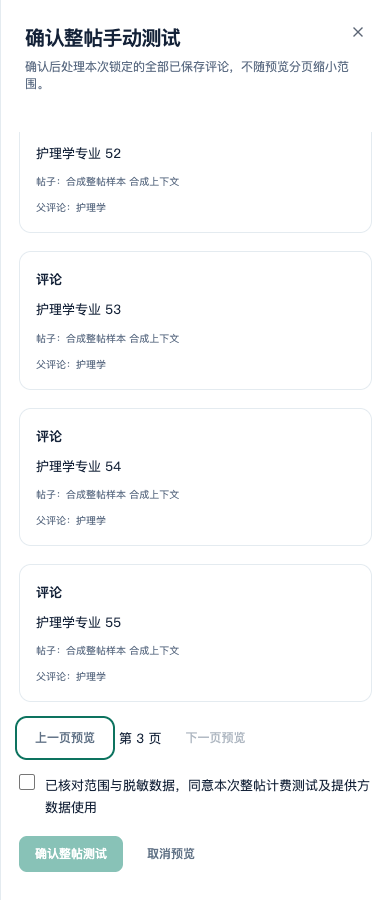 确认整帖手动测试
确认后处理本次锁定的全部已保存评论，不随预览分页缩小范
围。
护理学专业 52
帖子：合成整帖样本 合成上下文
父评论：护理学
评论
护理学专业 53
帖子：合成整帖样本 合成上下文
父评论：护理学
评论
护理学专业 54
帖子：合成整帖样本 合成上下文
父评论：护理学
评论
护理学专业 55
帖子：合成整帖样本 合成上下文
父评论：护理学
上一页预览 第 3 页 下一页预览
已核对范围与脱敏数据，同意本次整帖计费测试及提供方
数据使用
确认整帖测试 取消预览